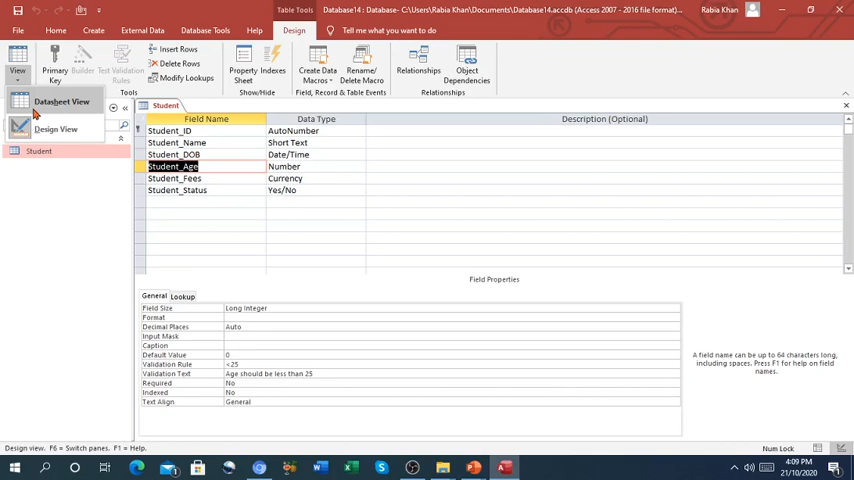 Table Tools
Database14 : Database- C:\Users\Rabia Khan\Documents\Database14.accdb (Access 2007 - 2016 file format)...
Rabia Khan
File Home Create External Data Database Tools Help Design Tell me what you want to do
View
Primary Key
Builder
Test Validation Rules
Insert Rows
Delete Rows
Modify Lookups
Property Sheet
Indexes
Create Data Macros
Rename/ Delete Macro
Relationships
Object Dependencies
Tools
Show/Hide
Field, Record & Table Events
Relationships
Datasheet View
Design View
Student
Student
Field Name Data Type Description (Optional)
Student_ID AutoNumber
Student_Name Short Text
Student_DOB Date/Time
Student_Age Number
Student_Fees Currency
Student_Status Yes/No
Field Properties
General Lookup
Field Size Long Integer
Format
Decimal Places Auto
Input Mask
Caption
Default Value 0
Validation Rule <25
Validation Text Age should be less than 25
Required No
Indexed No
Text Align General
A field name can be up to 64 characters long,
including spaces. Press F1 for help on field
names.
Design view. F6 = Switch panes. F1 = Help.
Num Lock
4:09 PM
21/10/2020